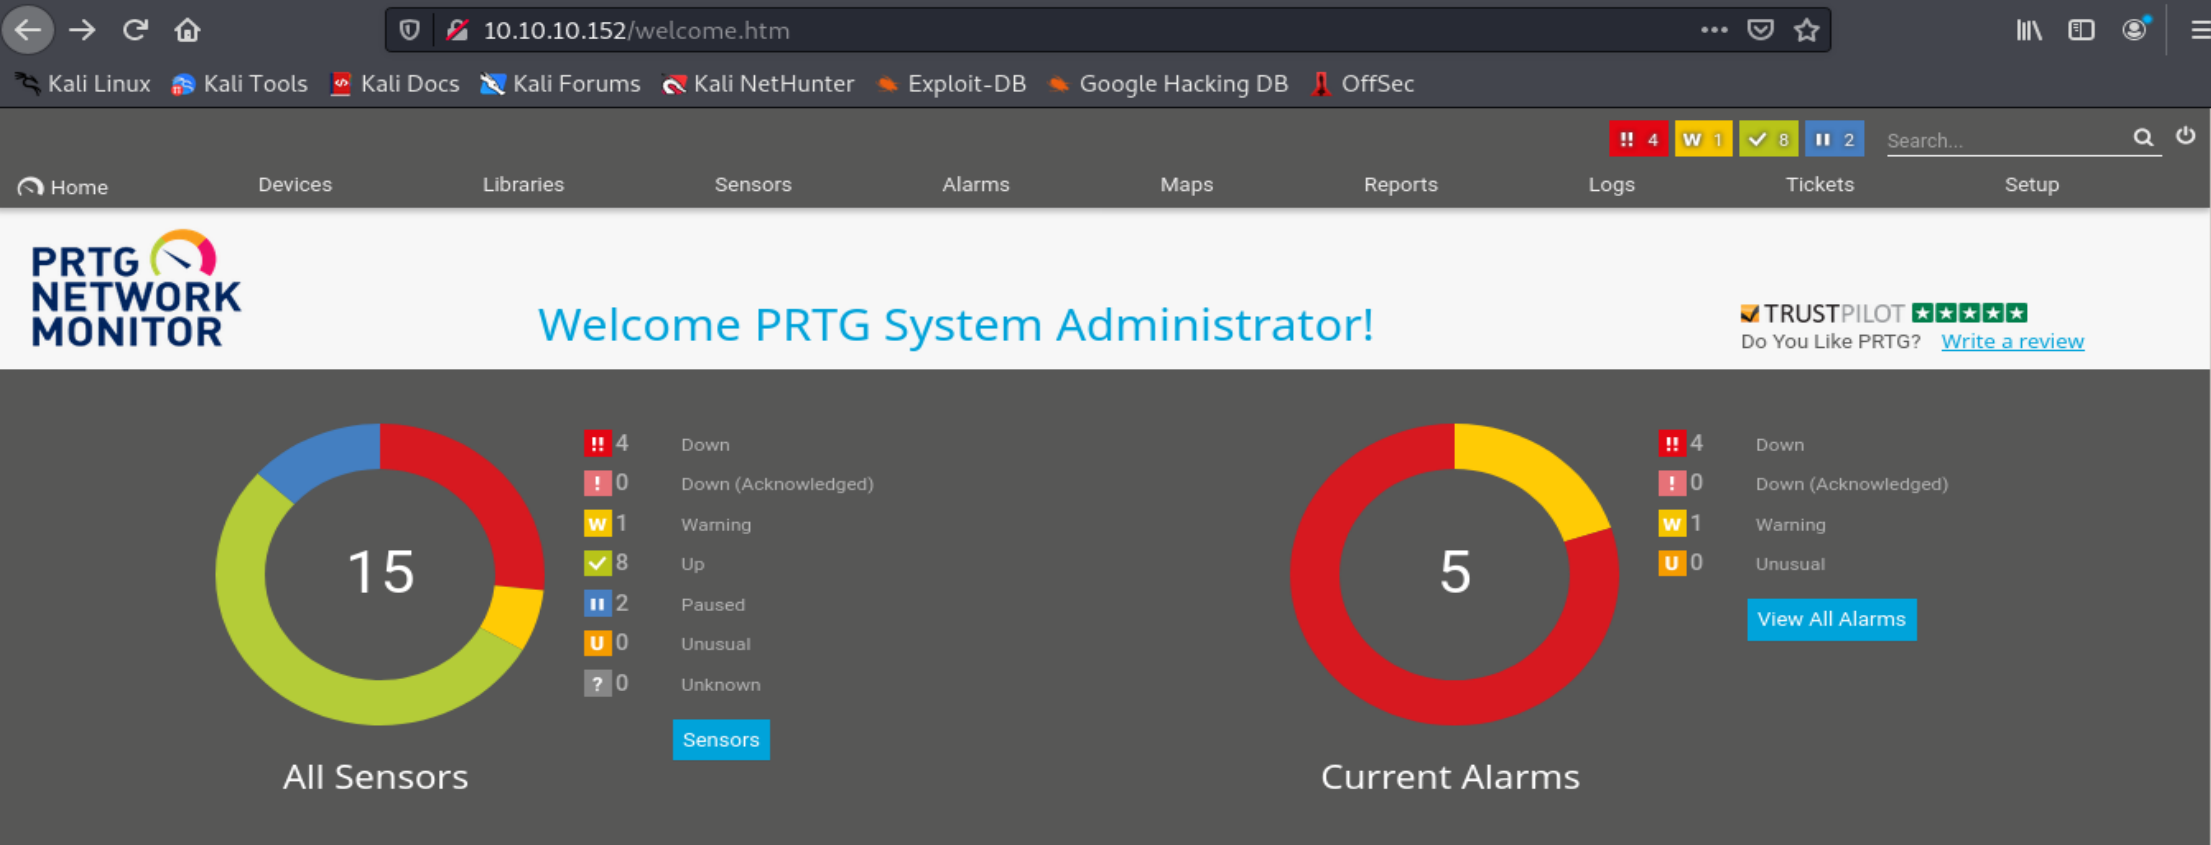 10.10.10.152/welcome.htm
Kali Linux Kali Tools Kali Docs Kali Forums Kali NetHunter Exploit-DB Google Hacking DB OffSec
!! 4 W 1 8 2 Search...
Home Devices Libraries Sensors Alarms Maps Reports Logs Tickets Setup
PRTG
NETWORK
MONITOR
Welcome PRTG System Administrator!
TRUSTPILOT
Do You Like PRTG? Write a review
15
!! 4 Down
! 0 Down (Acknowledged)
W 1 Warning
8 Up
2 Paused
U 0 Unusual
? 0 Unknown
Sensors
All Sensors
5
!! 4 Down
! 0 Down (Acknowledged)
W 1 Warning
U 0 Unusual
View All Alarms
Current Alarms